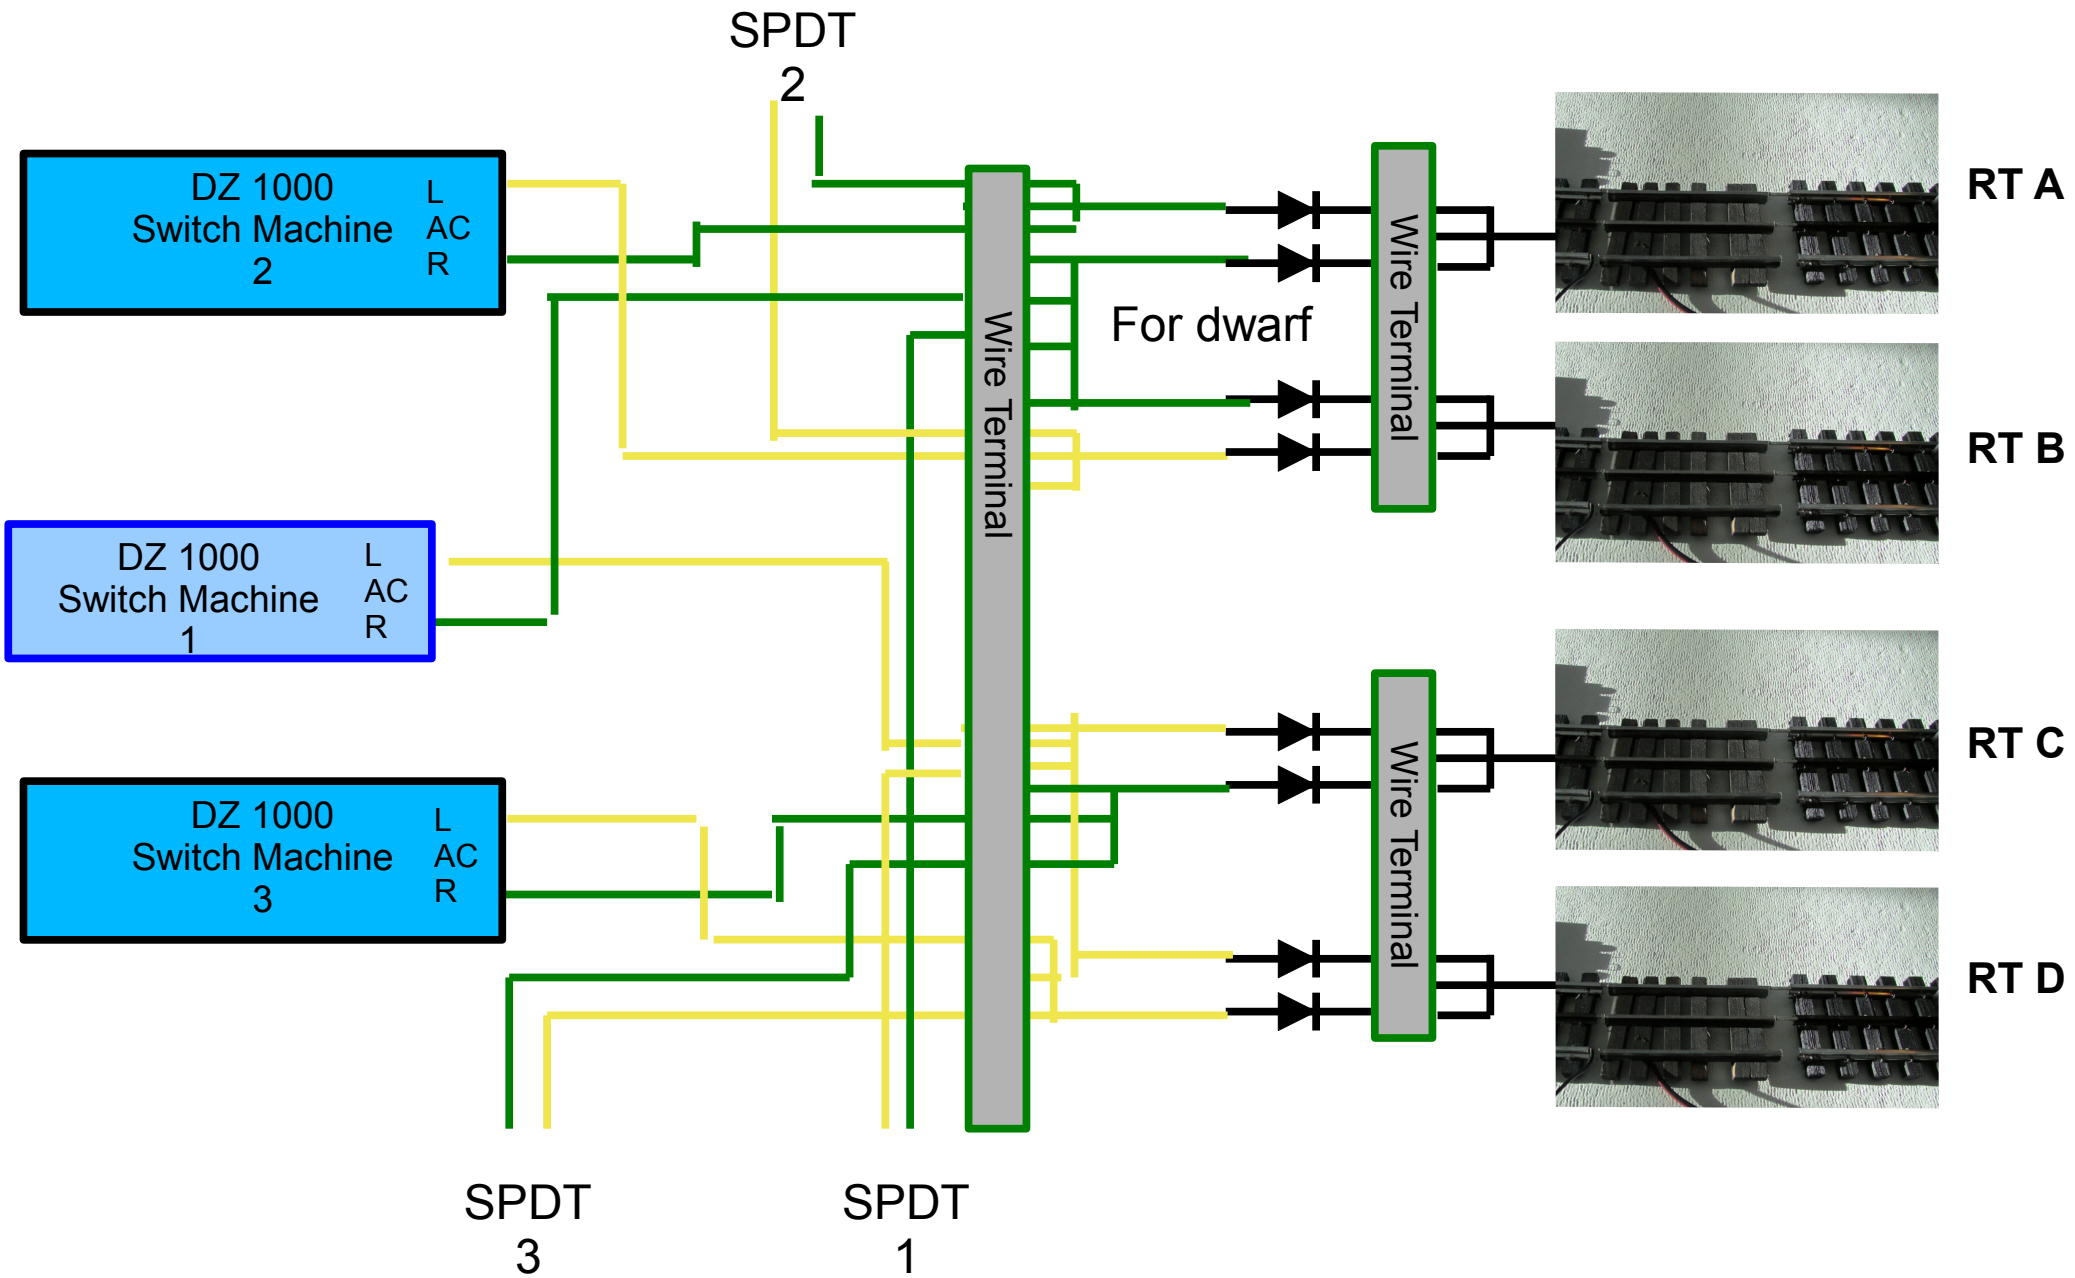 SPDT
2
DZ 1000
Switch Machine
2
L
AC
R
DZ 1000
Switch Machine
1
L
AC
R
DZ 1000
Switch Machine
3
L
AC
R
Wire Terminal
For dwarf
Wire Terminal
Wire Terminal
RT A
RT B
RT C
RT D
SPDT
3
SPDT
1